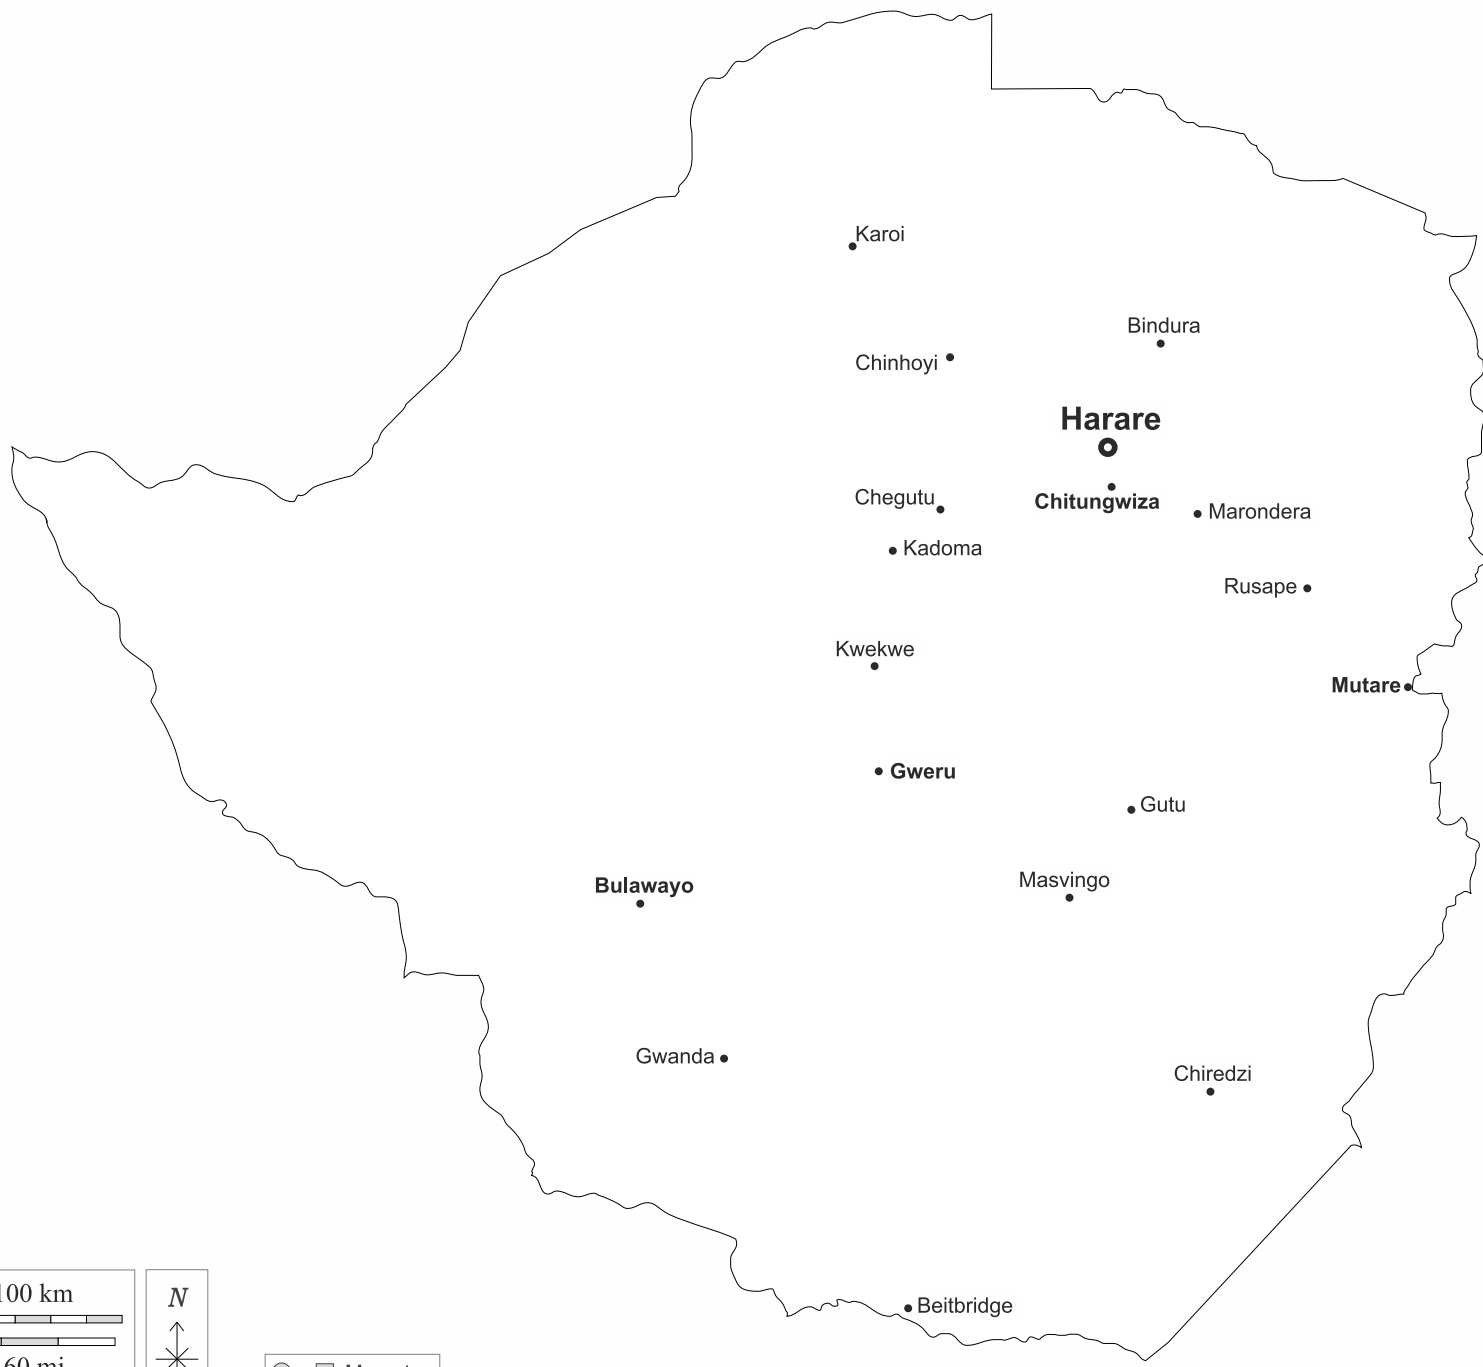 Karoi
Bindura
Chinhoyi
Harare
Chegutu
Chitungwiza
Marondera
Kadoma
Rusape
Kwekwe
Mutare
Gweru
Gutu
Bulawayo
Masvingo
Gwanda
Chiredzi
100 km
N
Beitbridge
60 mi